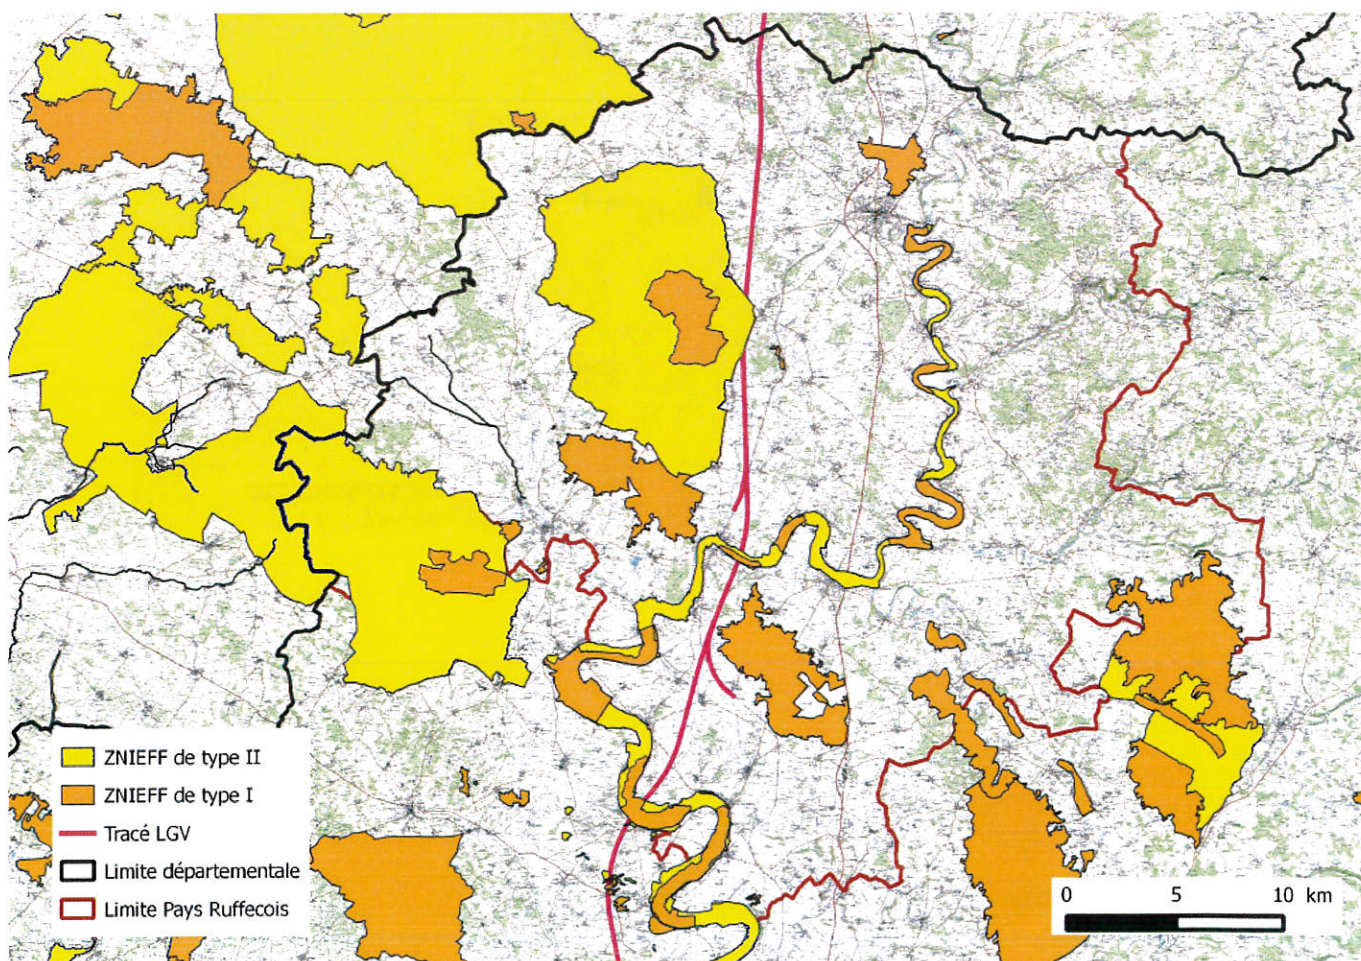 ZNIEFF de type II
ZNIEFF de type I
Tracé LGV
Limite départementale
Limite Pays Ruffecois
0 5 10 km